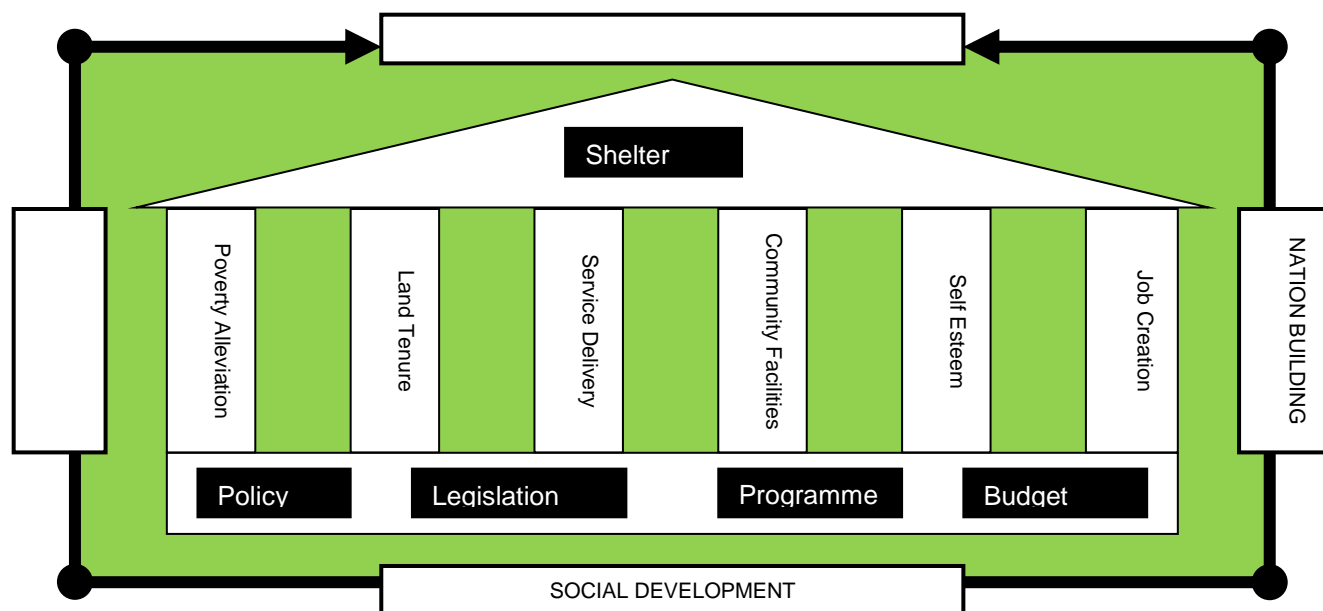 Shelter
Poverty Alleviation
Land Tenure
Service Delivery
Community Facilities
Self Esteem
Job Creation
NATION BUILDING
Policy
Legislation
Programme
Budget
SOCIAL DEVELOPMENT